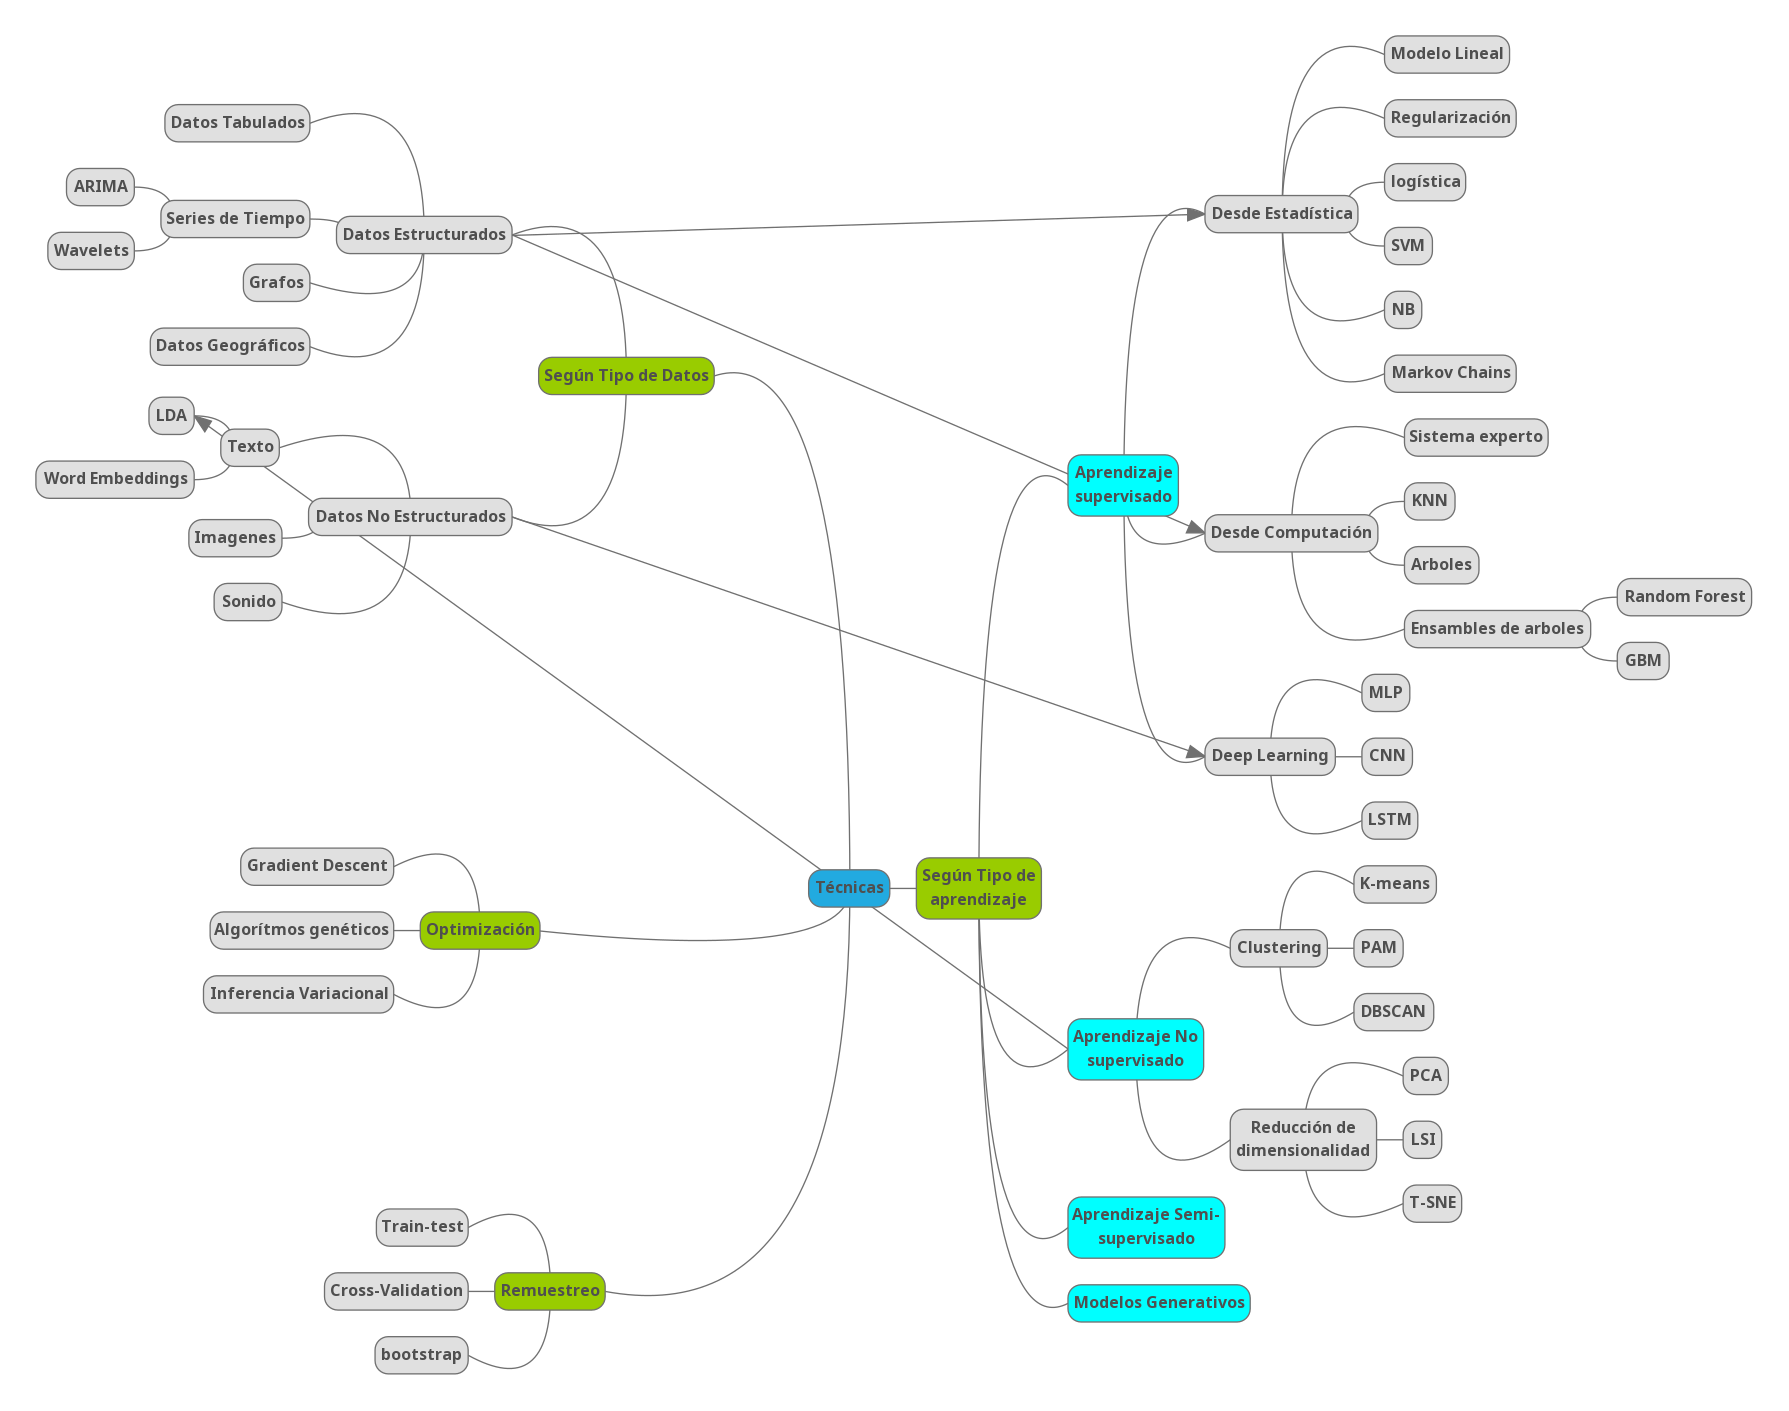 Modelo Lineal
Datos Tabulados
Regularización
ARIMA
logística
Series de Tiempo
Desde Estadística
Datos Estructurados
Wavelets
SVM
Grafos
NB
Datos Geográficos
Según Tipo de Datos
Markov Chains
LDA
Sistema experto
Texto
Word Embeddings
Aprendizaje
supervisado
KNN
Datos No Estructurados
Imagenes
Desde Computación
Arboles
Sonido
Random Forest
Ensambles de arboles
GBM
MLP
Deep Learning
CNN
LSTM
Gradient Descent
Técnicas
Según Tipo de
aprendizaje
K-means
Algorítmos genéticos
Optimización
Clustering
PAM
Inferencia Variacional
DBSCAN
Aprendizaje No
supervisado
PCA
Reducción de
dimensionalidad
LSI
T-SNE
Train-test
Aprendizaje Semi-
supervisado
Cross-Validation
Remuestreo
Modelos Generativos
bootstrap